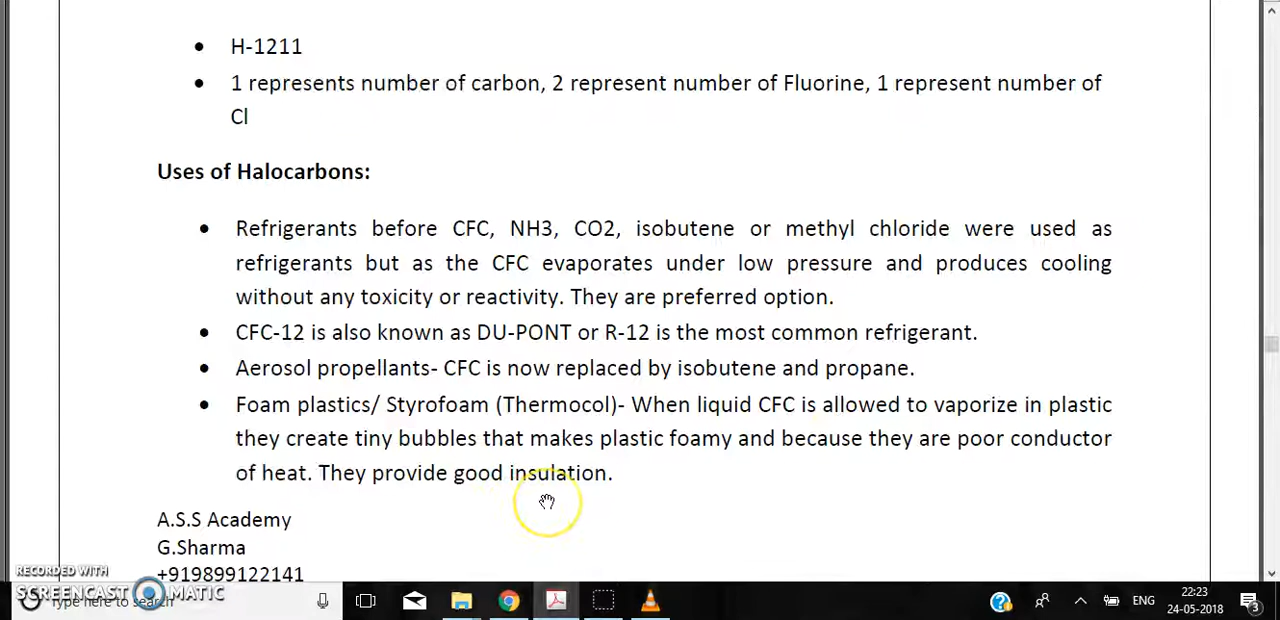 H-1211
1 represents number of carbon, 2 represent number of Fluorine, 1 represent number of
Cl
Uses of Halocarbons:
Refrigerants before CFC, NH3, CO2, isobutene or methyl chloride were used as
refrigerants but as the CFC evaporates under low pressure and produces cooling
without any toxicity or reactivity. They are preferred option.
CFC-12 is also known as DU-PONT or R-12 is the most common refrigerant.
Aerosol propellants- CFC is now replaced by isobutene and propane.
Foam plastics/ Styrofoam (Thermocol)- When liquid CFC is allowed to vaporize in plastic
they create tiny bubbles that makes plastic foamy and because they are poor conductor
of heat. They provide good insulation.
A.S.S Academy
G.Sharma
+919899122141
RECORDED WITH
SCREENCAST MATIC
Type here to search
ENG
22:23
24-05-2018
3